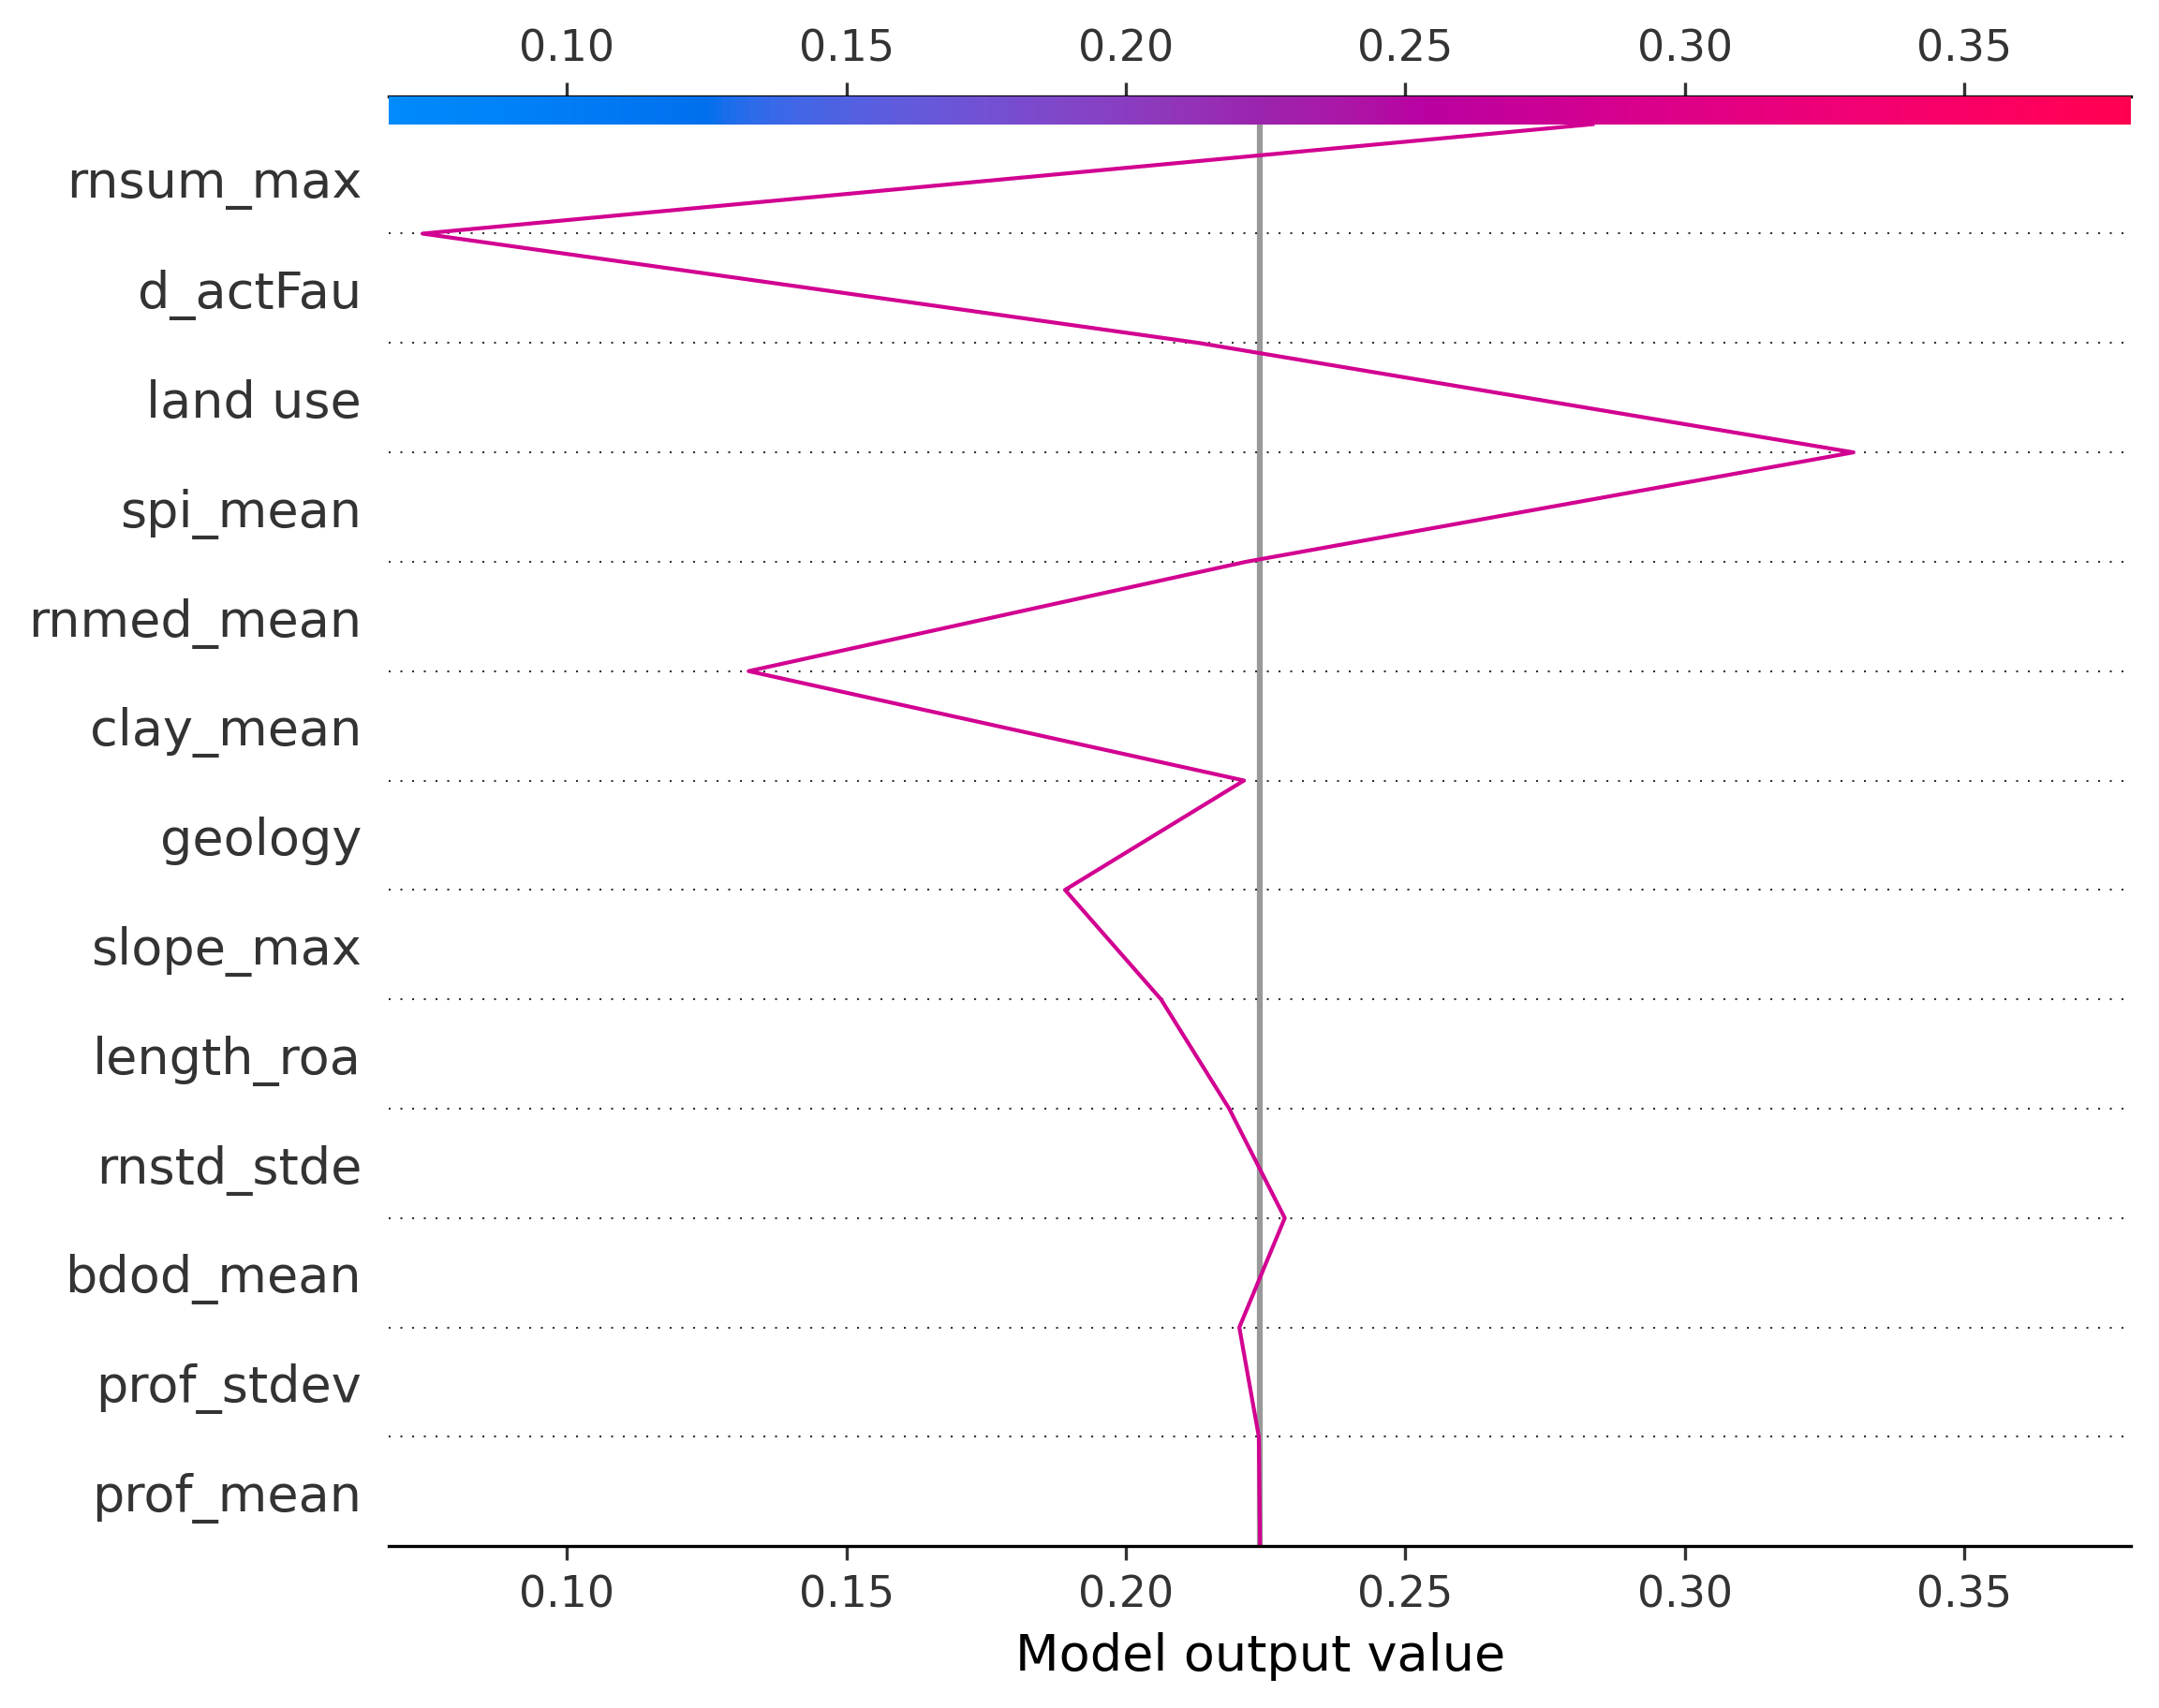 0.10 0.15 0.20 0.25 0.30 0.35
rnsum_max
d_actFau
land use
spi_mean
rnmed_mean
clay_mean
geology
slope_max
length_roa
rnstd_stde
bdod_mean
prof_stdev
prof_mean
0.10 0.15 0.20 0.25 0.30 0.35
Model output value